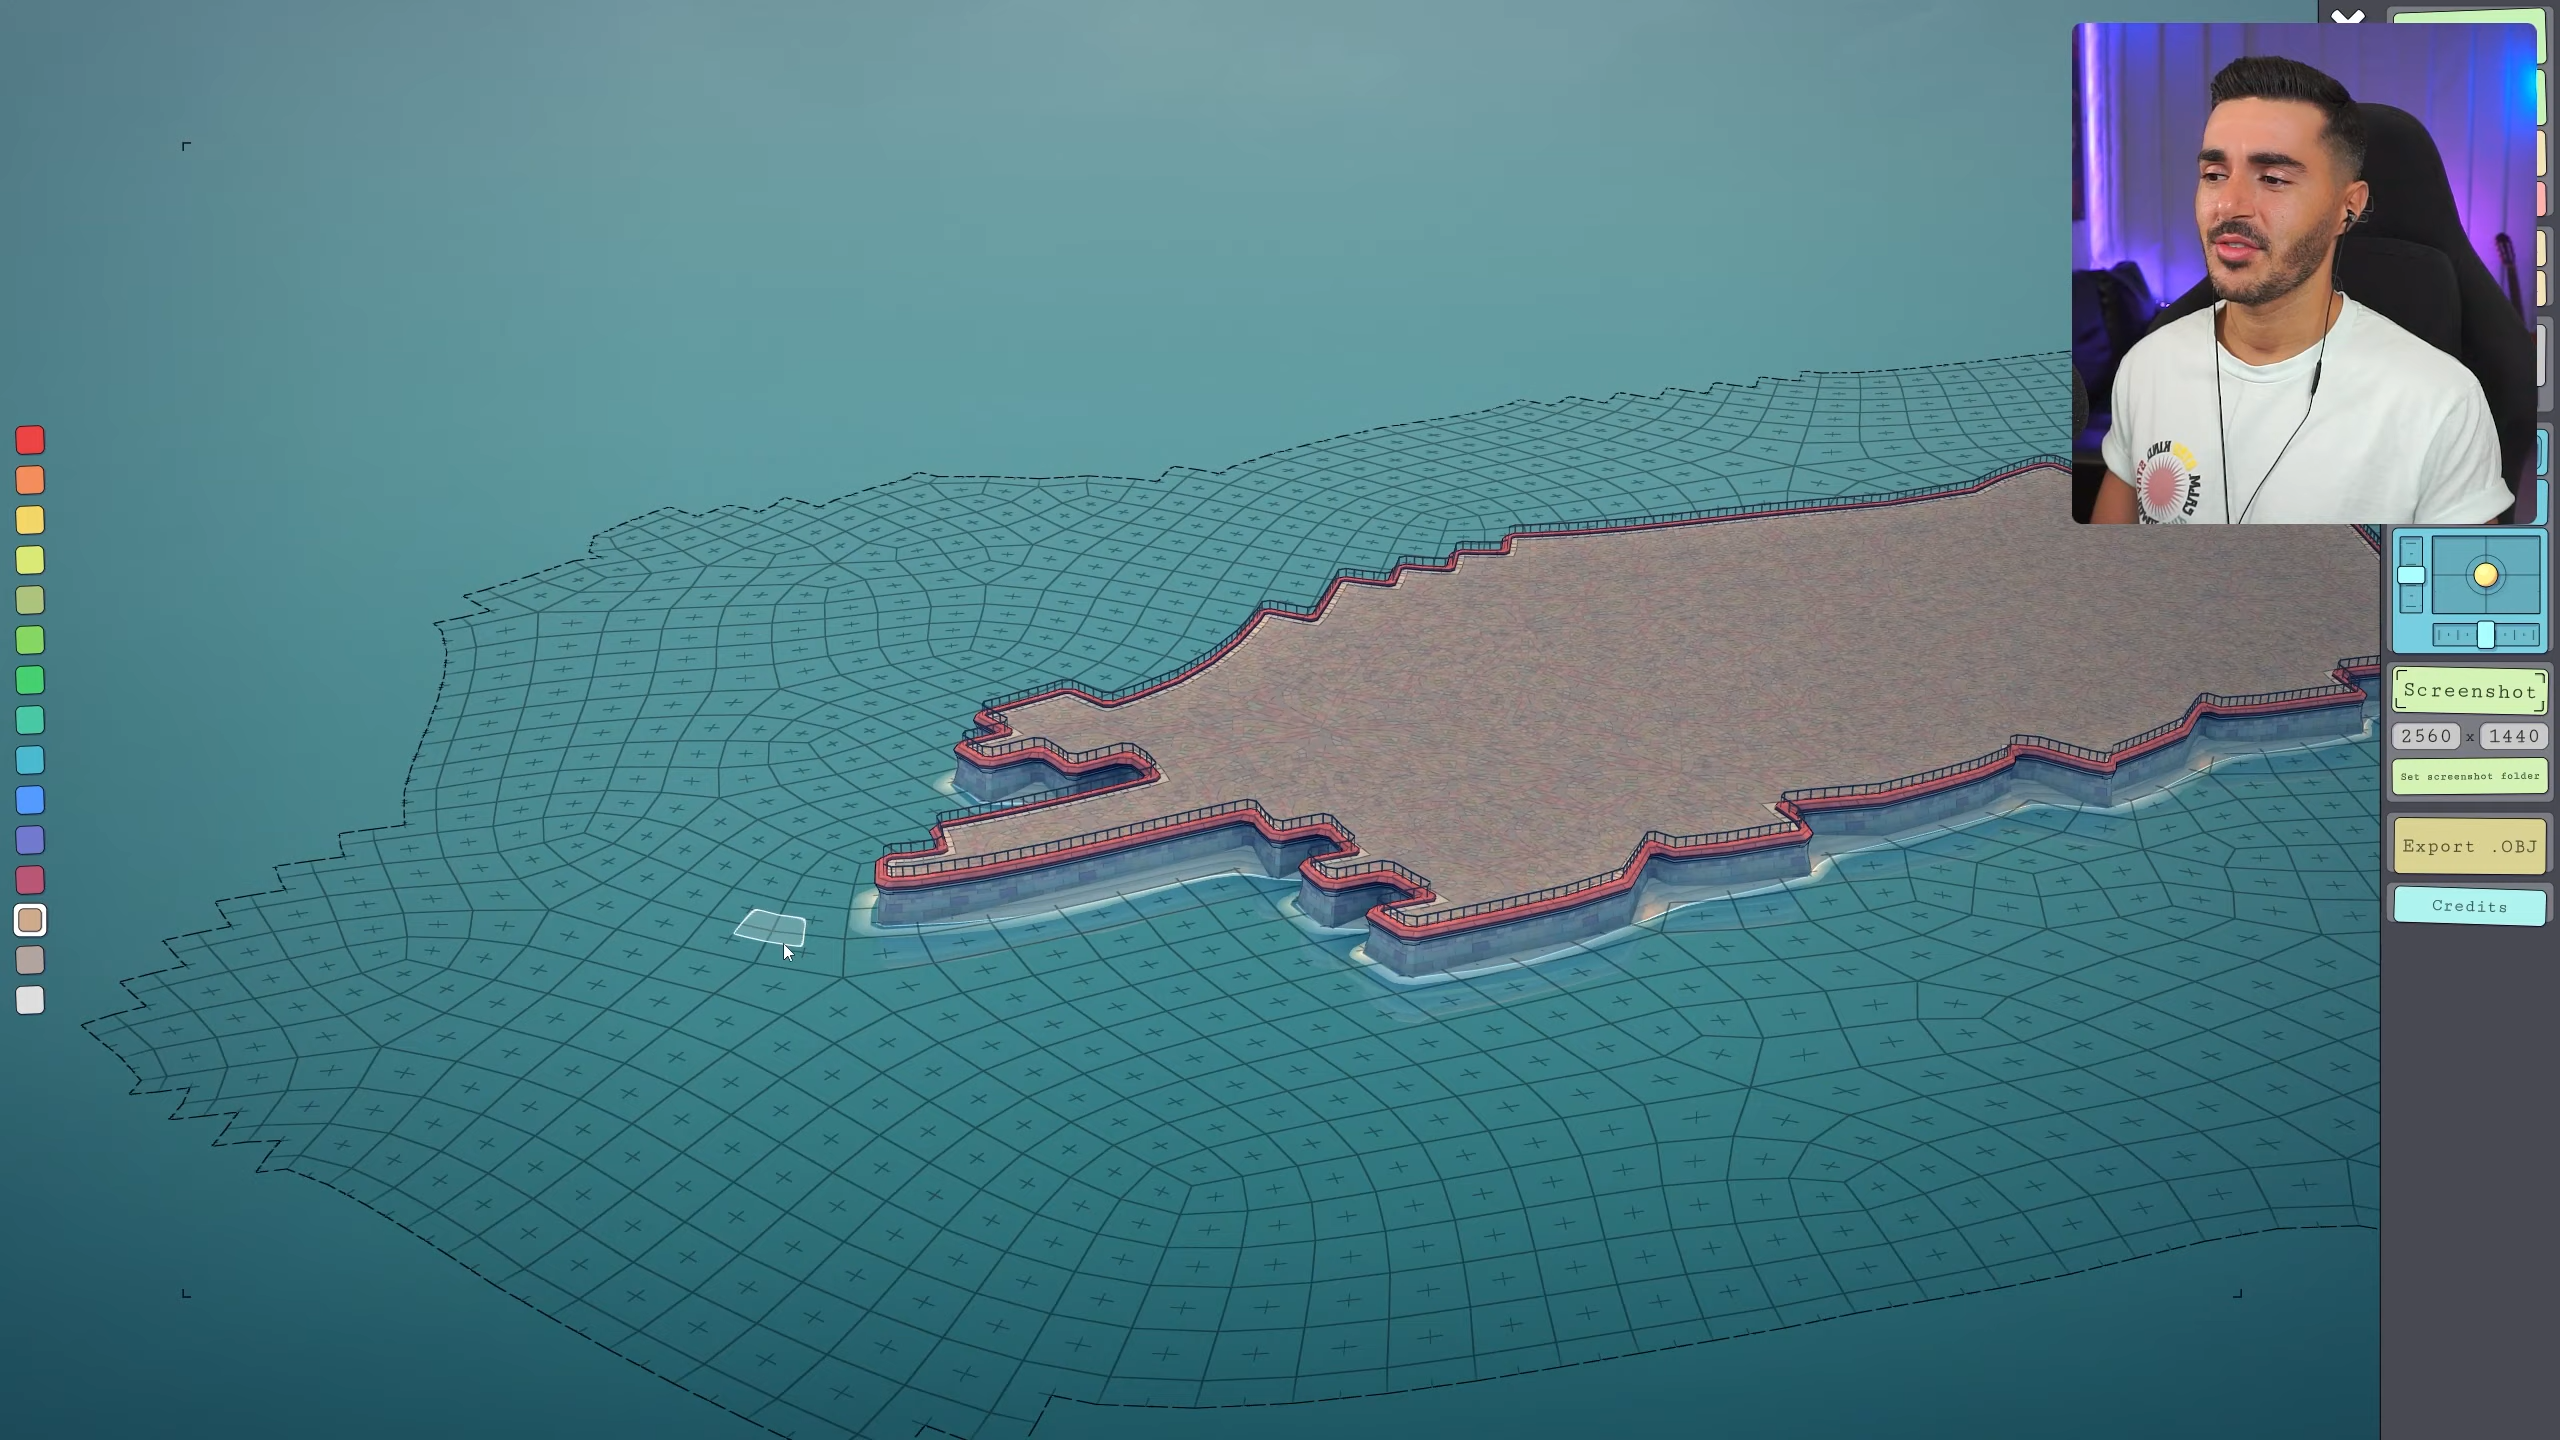 Screenshot
2560 x 1440
Set screenshot folder
Export .OBJ
Credits